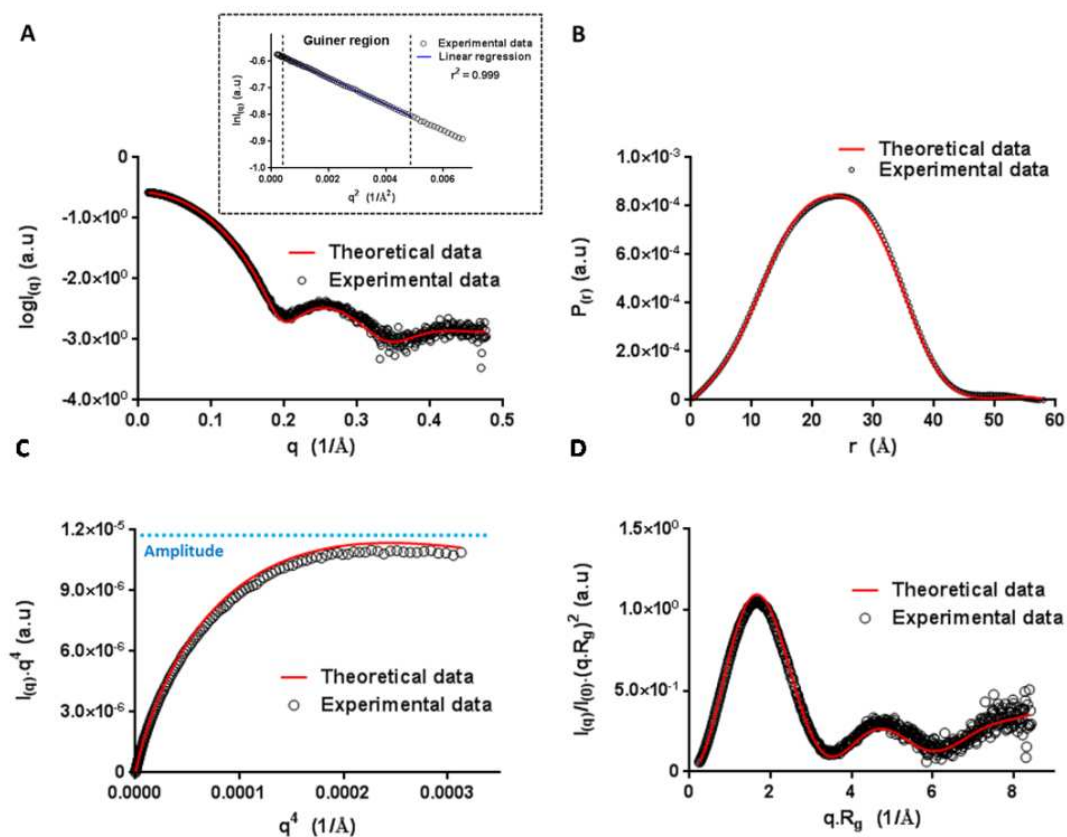 A
Guiner region
Experimental data
Linear regression
r² = 0.999
-0.6
-0.7
-0.8
-0.9
-1.0
0.000
0.002
0.004
0.006
lnI(q) (a.u)
q² (1/Å²)
0
-1.0×10⁰
-2.0×10⁰
-3.0×10⁰
-4.0×10⁰
0.0
0.1
0.2
0.3
0.4
0.5
logI(q) (a.u)
q (1/Å)
Theoretical data
Experimental data
B
Theoretical data
Experimental data
1.0×10⁻³
8.0×10⁻⁴
6.0×10⁻⁴
4.0×10⁻⁴
2.0×10⁻⁴
0
0
10
20
30
40
50
60
P(r) (a.u)
r (Å)
C
1.2×10⁻⁵
9.0×10⁻⁶
6.0×10⁻⁶
3.0×10⁻⁶
0
Amplitude
Theoretical data
Experimental data
0.0000
0.0001
0.0002
0.0003
I(q).q⁴ (a.u)
q⁴ (1/Å)
D
1.5×10⁰
1.0×10⁰
5.0×10⁻¹
0
Theoretical data
Experimental data
0
2
4
6
8
I(q)/I(0).(q.Rg)² (a.u)
q.Rg (1/Å)